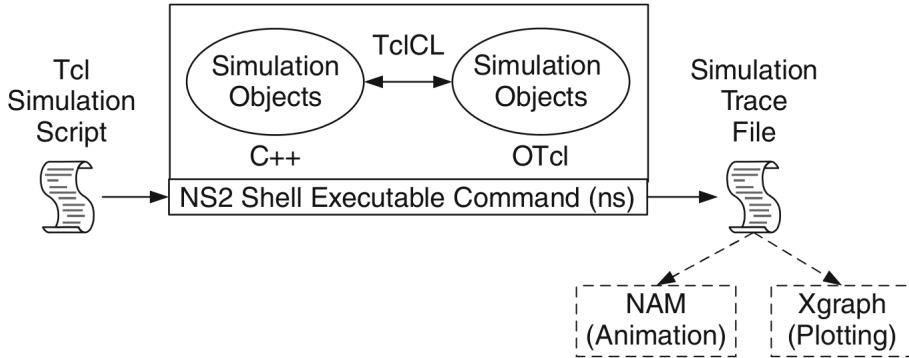 Tcl
Simulation
Script
TclCL
Simulation
Objects
Simulation
Objects
C++
OTcl
NS2 Shell Executable Command (ns)
Simulation
Trace
File
NAM
(Animation)
Xgraph
(Plotting)